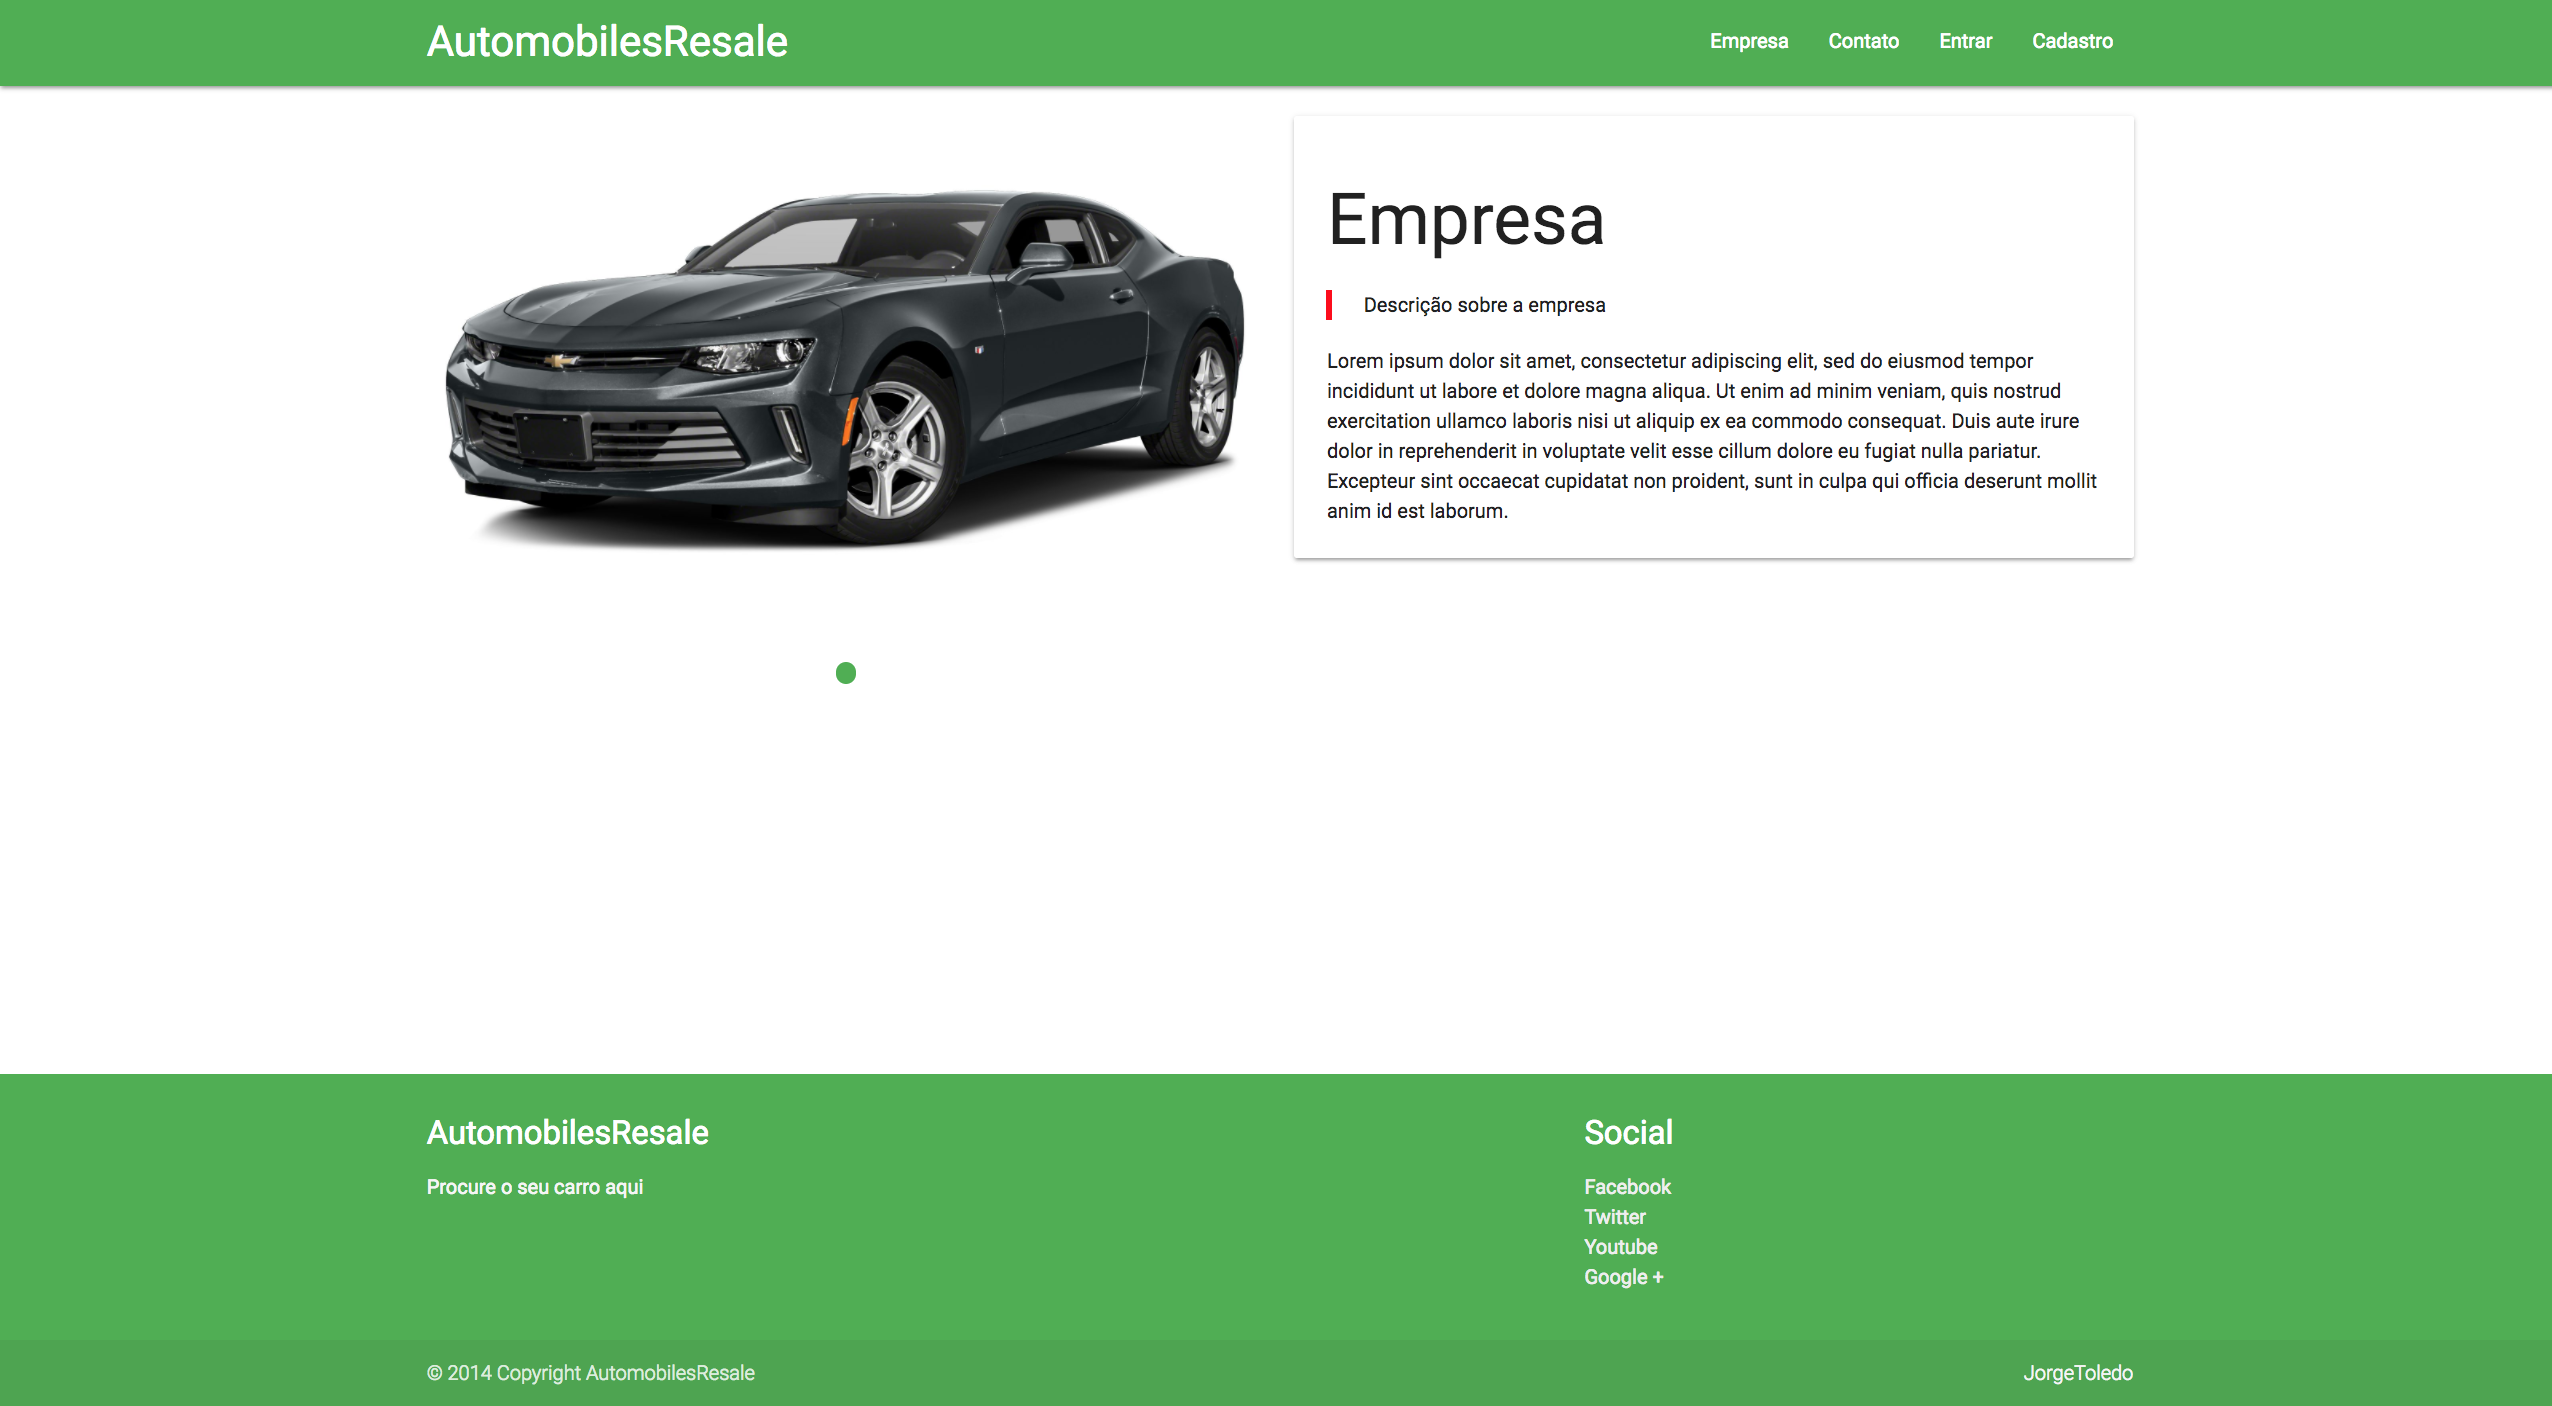 AutomobilesResale
Empresa Contato Entrar Cadastro
Empresa
Descrição sobre a empresa
Lorem ipsum dolor sit amet, consectetur adipiscing elit, sed do eiusmod tempor
incididunt ut labore et dolore magna aliqua. Ut enim ad minim veniam, quis nostrud
exercitation ullamco laboris nisi ut aliquip ex ea commodo consequat. Duis aute irure
dolor in reprehenderit in voluptate velit esse cillum dolore eu fugiat nulla pariatur.
Excepteur sint occaecat cupidatat non proident, sunt in culpa qui officia deserunt mollit
anim id est laborum.
AutomobilesResale
Procure o seu carro aqui
Social
Facebook
Twitter
Youtube
Google +
© 2014 Copyright AutomobilesResale
JorgeToledo